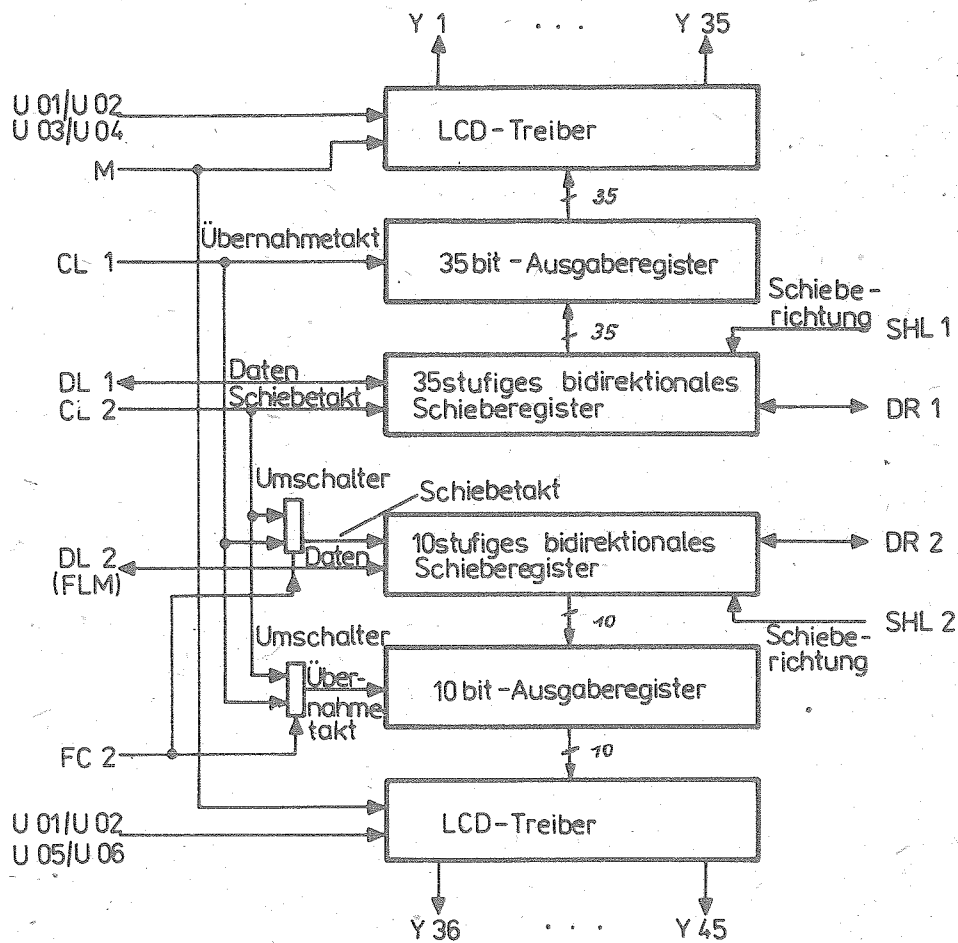 Y 1 . . . Y 35
U 01/U 02
U 03/U 04
M
LCD-Treiber
35
Übernahmetakt
CL 1
35 bit-Ausgaberegister
35
Schiebe-
richtung
SHL 1
DL 1
Daten
CL 2
Schiebetakt
35stufiges bidirektionales
Schieberegister
DR 1
Umschalter
Schiebetakt
DL 2
(FLM)
Daten
10stufiges bidirektionales
Schieberegister
DR 2
10
SHL 2
Schiebe-
richtung
Umschalter
Über-
nahme
takt
10 bit-Ausgaberegister
FC 2
10
U 01/U 02
U 05/U 06
LCD-Treiber
Y 36 . . . Y 45